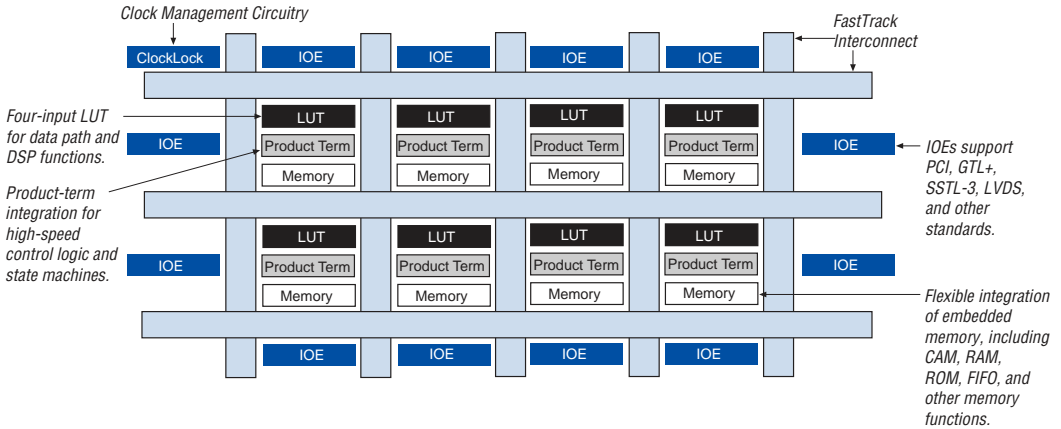 Clock Management Circuitry
FastTrack
Interconnect
ClockLock
IOE
IOE
IOE
IOE
Four-input LUT
for data path and
DSP functions.
LUT
LUT
LUT
LUT
IOE
Product Term
Product Term
Product Term
Product Term
IOE
Memory
Memory
Memory
Memory
IOEs support
PCI, GTL+,
SSTL-3, LVDS,
and other
standards.
Product-term
integration for
high-speed
control logic and
state machines.
LUT
LUT
LUT
LUT
IOE
Product Term
Product Term
Product Term
Product Term
IOE
Memory
Memory
Memory
Memory
Flexible integration
of embedded
memory, including
CAM, RAM,
ROM, FIFO, and
other memory
functions.
IOE
IOE
IOE
IOE